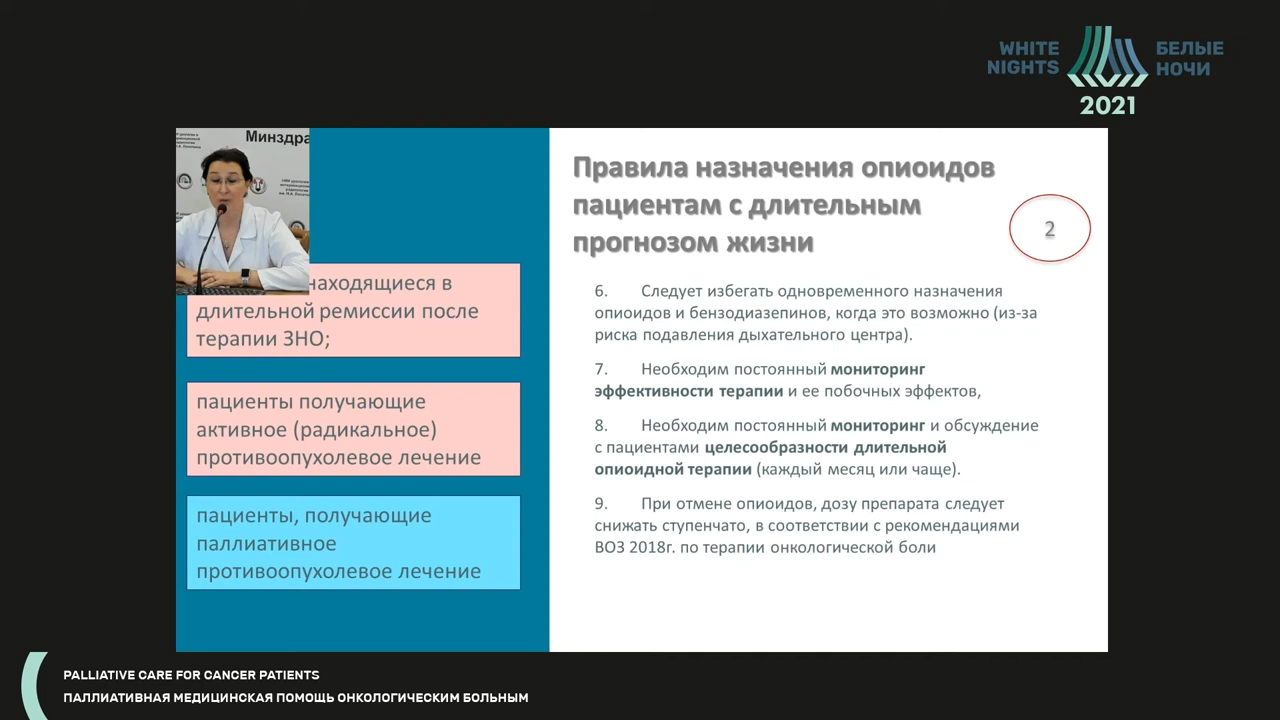 WHITE
NIGHTS
БЕЛЫЕ
НОЧИ
2021
Минздра
Правила назначения опиоидов
пациентам с длительным
прогнозом жизни
2
находящиеся в
длительной ремиссии после
терапии ЗНО;
пациенты получающие
активное (радикальное)
противоопухолевое лечение
пациенты, получающие
паллиативное
противоопухолевое лечение
6. Следует избегать одновременного назначения
опиоидов и бензодиазепинов, когда это возможно (из-за
риска подавления дыхательного центра).
7. Необходим постоянный мониторинг
эффективности терапии и ее побочных эффектов,
8. Необходим постоянный мониторинг и обсуждение
с пациентами целесообразности длительной
опиоидной терапии (каждый месяц или чаще).
9. При отмене опиоидов, дозу препарата следует
снижать ступенчато, в соответствии с рекомендациями
ВОЗ 2018г. по терапии онкологической боли
PALLIATIVE CARE FOR CANCER PATIENTS
ПАЛЛИАТИВНАЯ МЕДИЦИНСКАЯ ПОМОЩЬ ОНКОЛОГИЧЕСКИМ БОЛЬНЫМ